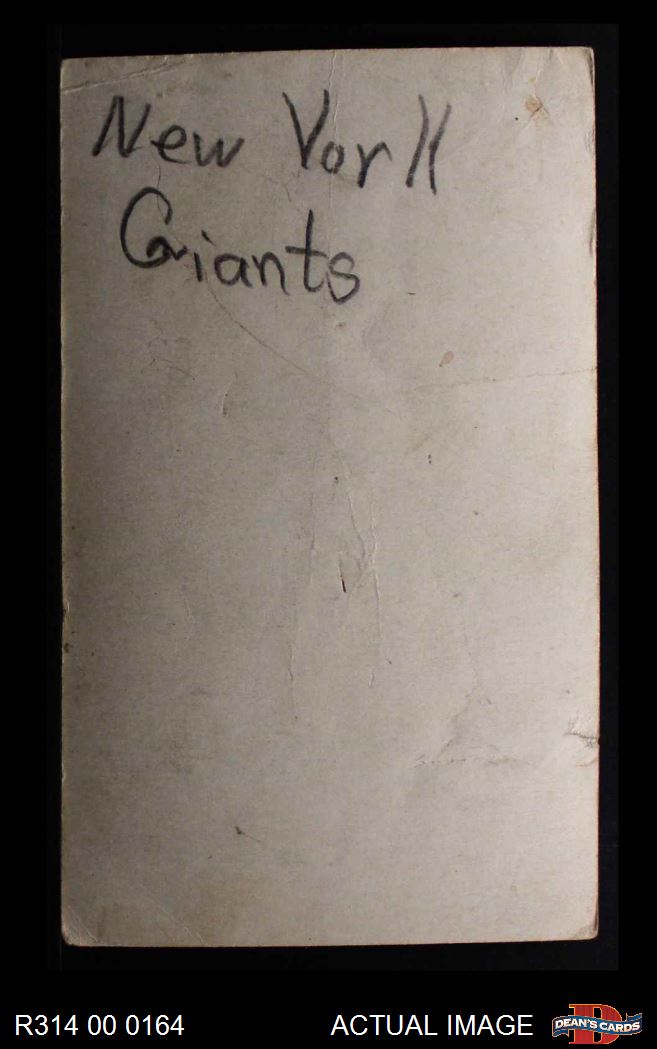 New York
Giants
R314 00 0164 ACTUAL IMAGE
DEAN'S CARDS